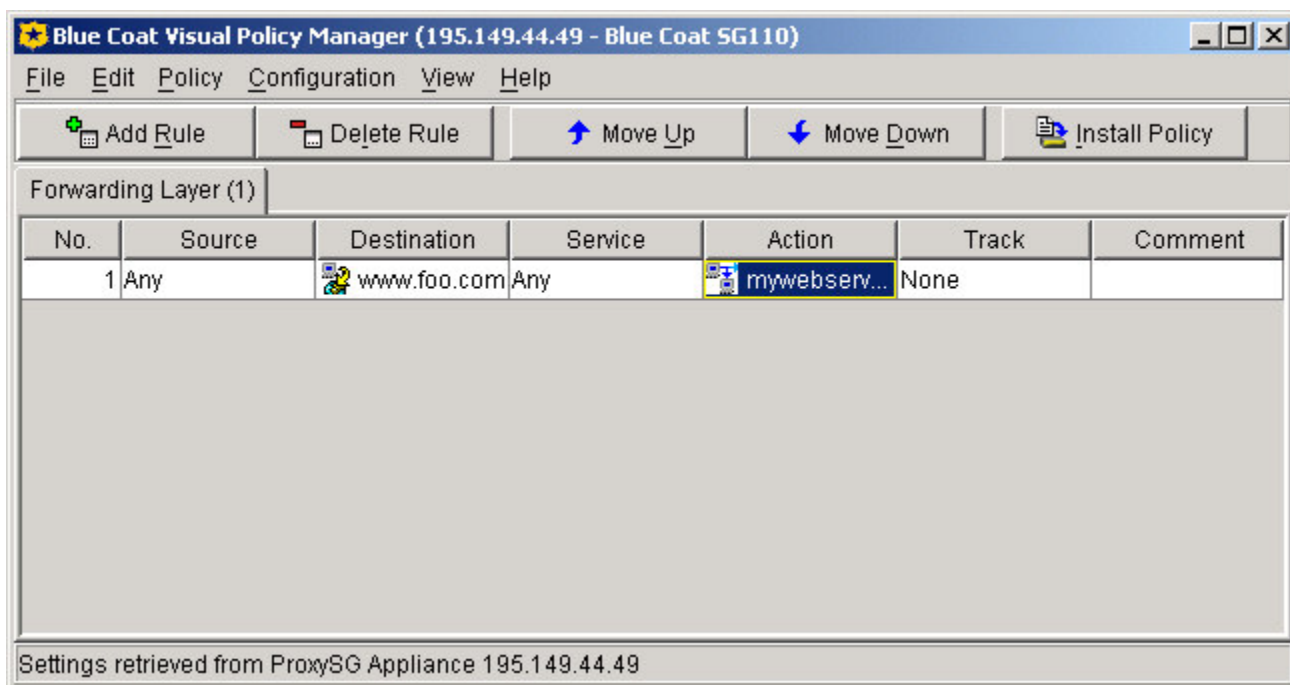 Blue Coat Visual Policy Manager (195.149.44.49 - Blue Coat SG110)
File Edit Policy Configuration View Help
Add Rule Delete Rule Move Up Move Down Install Policy
Forwarding Layer (1)
No. Source Destination Service Action Track Comment
1 Any www.foo.com Any mywebserv... None
Settings retrieved from ProxySG Appliance 195.149.44.49